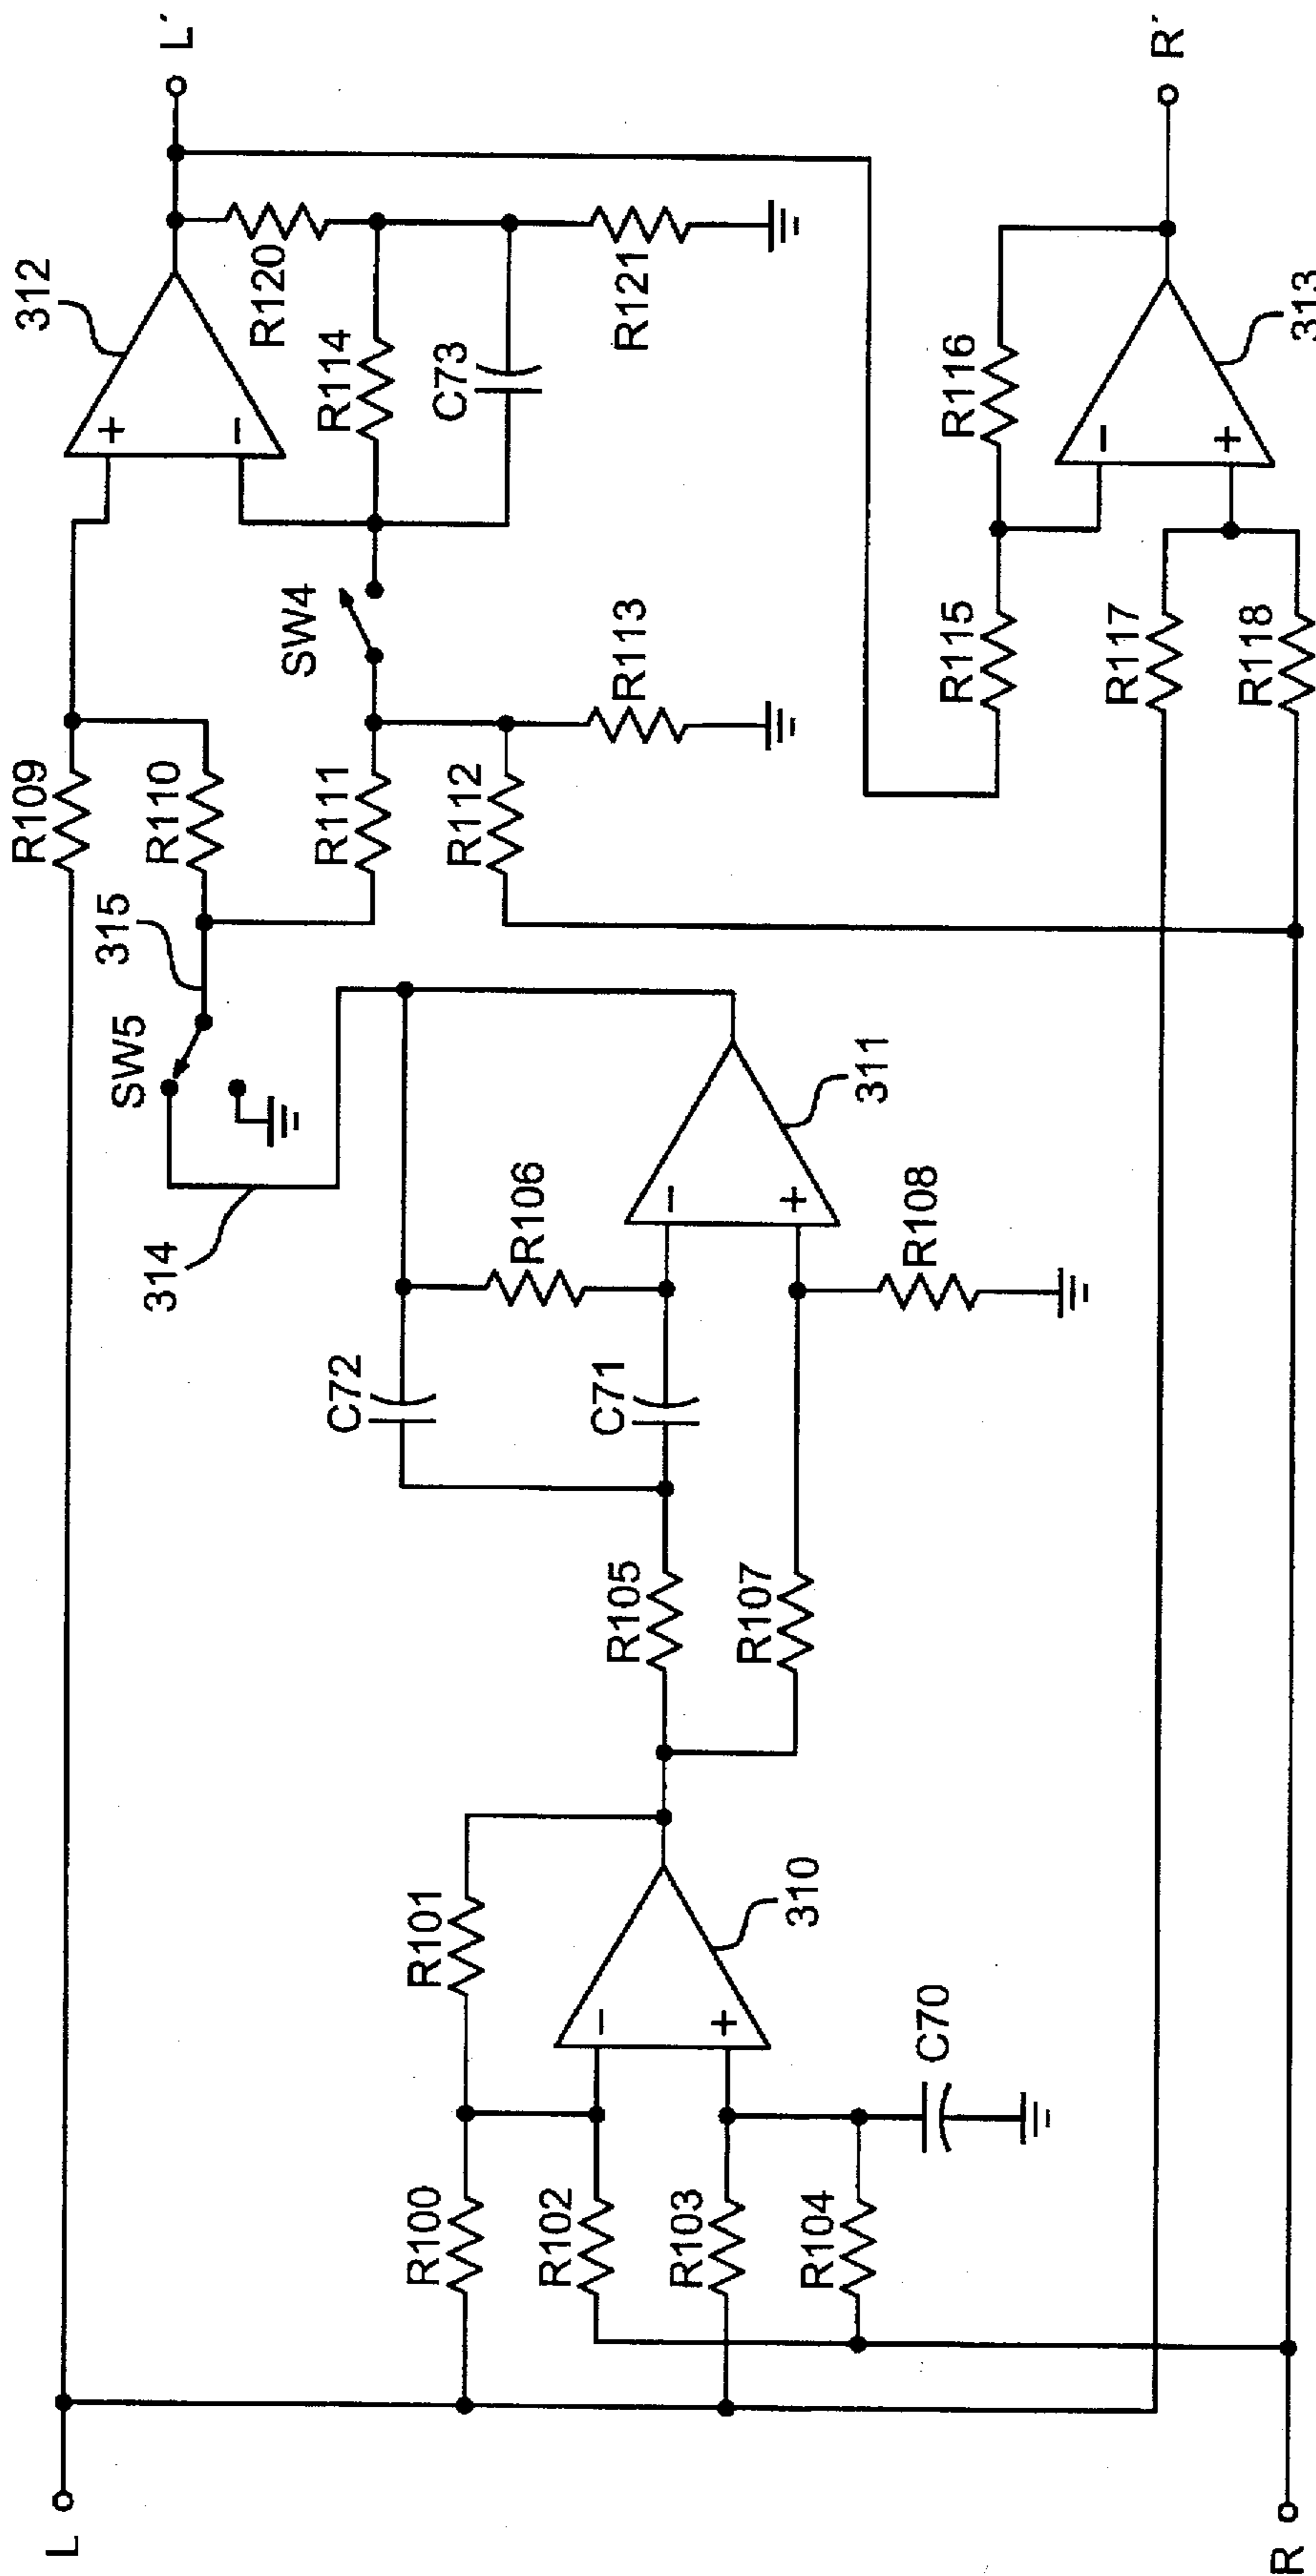 L
R
R100
R101
R102
R103
R104
C70
−
+
310
R105
R107
C72
C71
R106
R108
−
+
311
314
SW5
315
R109
R110
R111
R112
R113
SW4
+
−
312
R120
R114
C73
R121
L'
R115
R116
R117
R118
−
+
313
R'